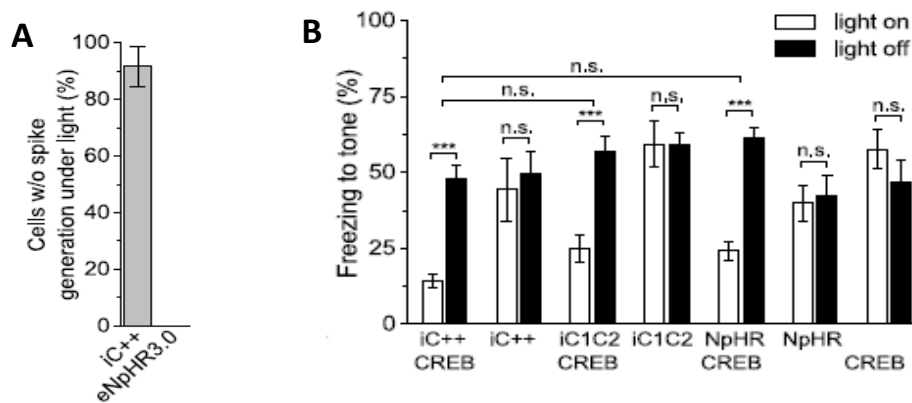 A
Cells w/o spike
generation under light (%)
100
80
60
40
20
0
iC++
eNpHR3.0
B
light on
light off
Freezing to tone (%)
100
75
50
25
0
n.s.
n.s.
***
n.s.
***
n.s.
***
n.s.
n.s.
iC++ iC++ iC1C2 iC1C2 NpHR NpHR
CREB CREB CREB CREB